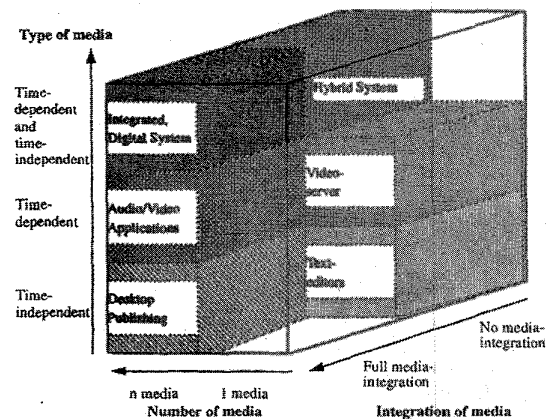 Type of media
Time-
dependent
and
time-
independent
Time-
dependent
Time-
independent
Integrated,
Digital System
Audio/Video
Applications
Desktop
Publishing
Hybrid System
Video-
server
Text-
editors
No media-
integration
Full media-
integration
n media
1 media
Number of media
Integration of media